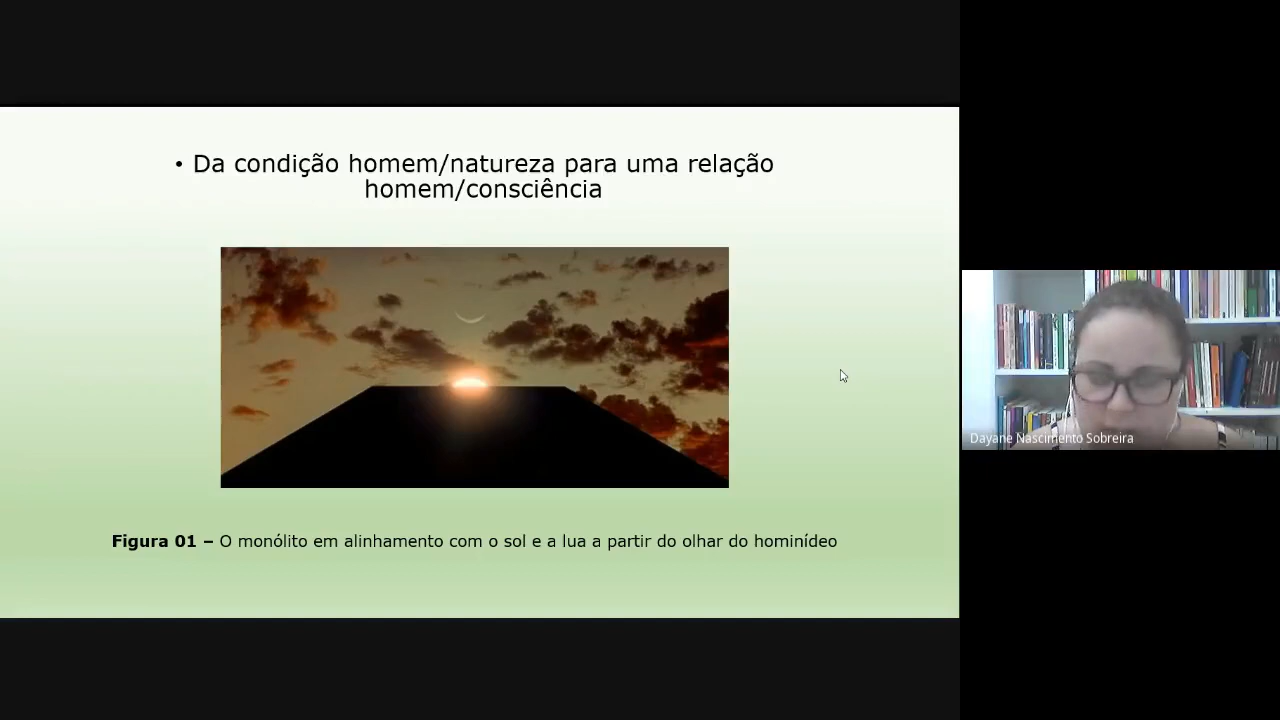 • Da condição homem/natureza para uma relação
homem/consciência
Figura 01 – O monólito em alinhamento com o sol e a lua a partir do olhar do hominídeo
Dayane Nascimento Sobreira